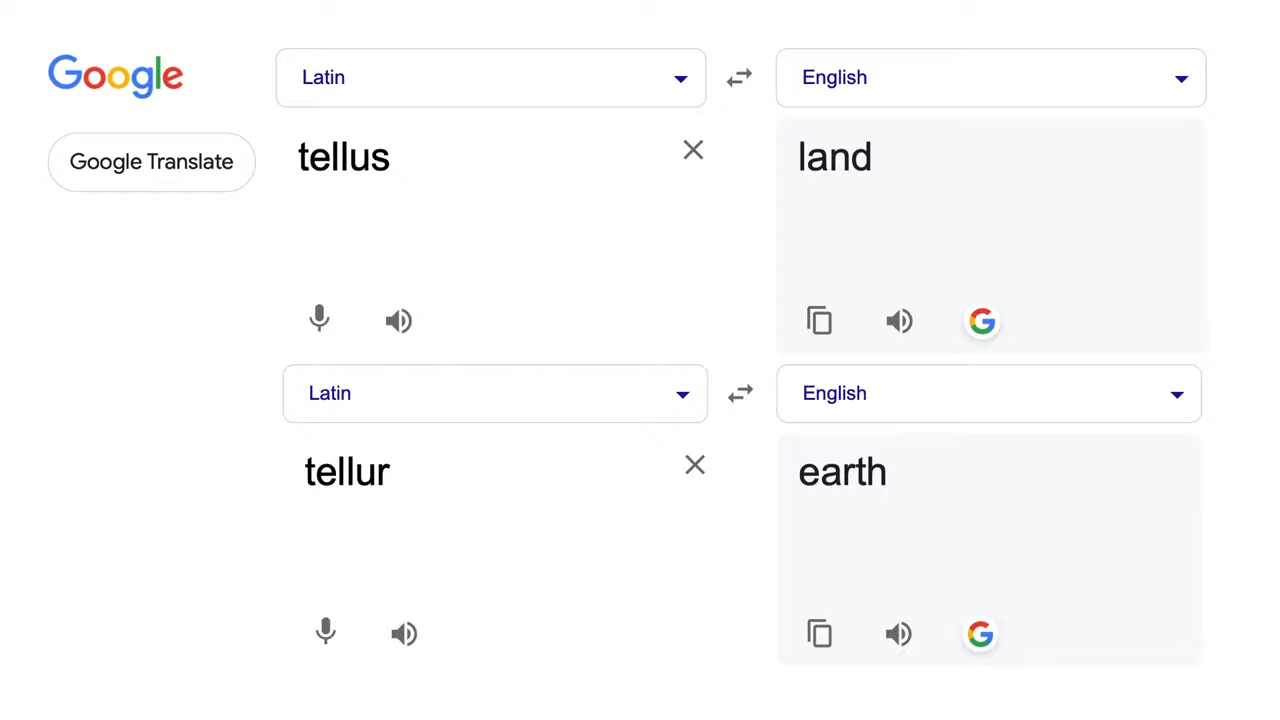 Google
Latin
English
Google Translate
tellus
land
Latin
English
tellur
earth